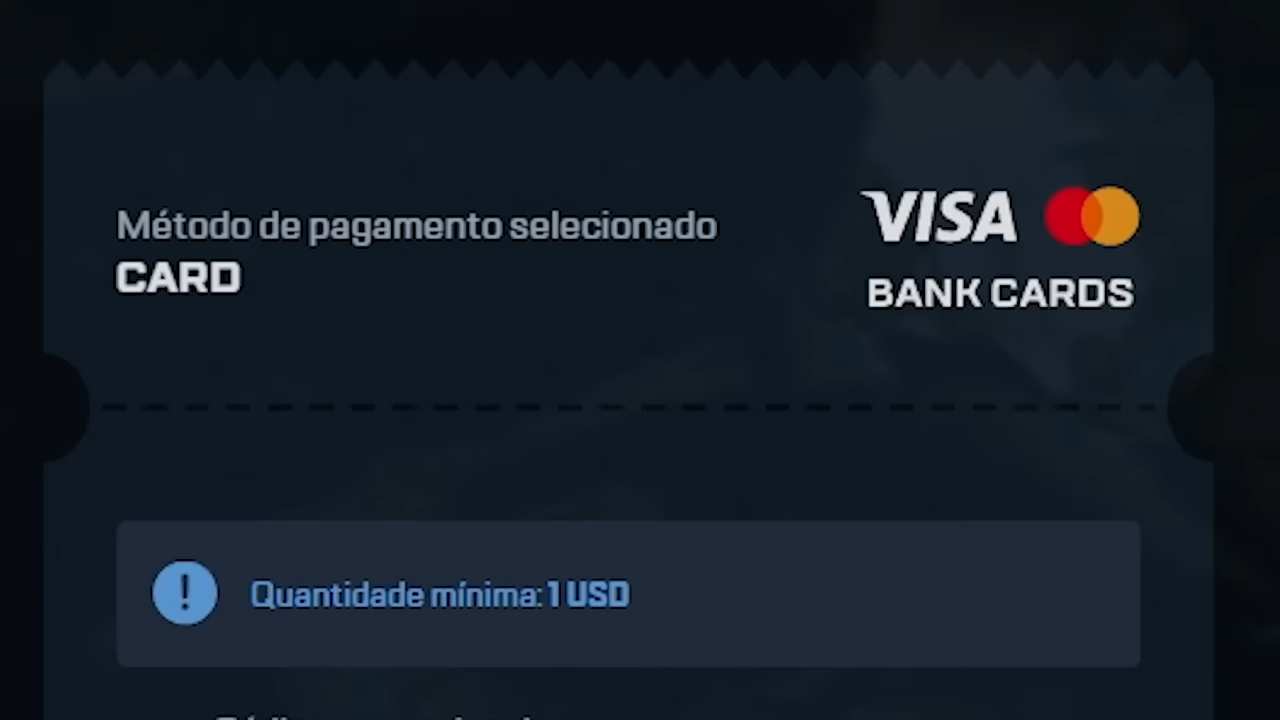 Método de pagamento selecionado
CARD
VISA
BANK CARDS
Quantidade mínima: 1 USD